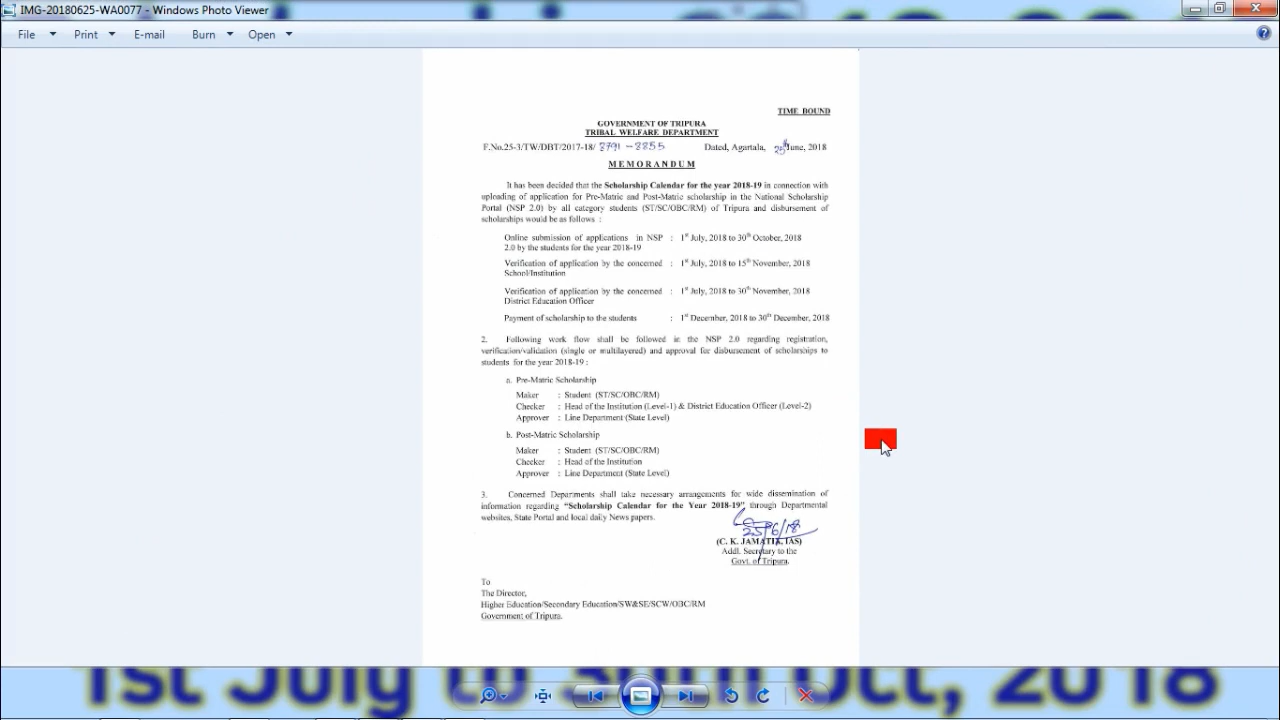 IMG-20180625-WA0077 - Windows Photo Viewer
File Print E-mail Burn Open
TIME BOUND
GOVERNMENT OF TRIPURA
TRIBAL WELFARE DEPARTMENT
F.No.25-3/TW/DBT/2017-18/ 8791 - 8855 Dated, Agartala, 25th June, 2018
MEMORANDUM
It has been decided that the Scholarship Calendar for the year 2018-19 in connection with
uploading of application for Pre-Matric and Post-Matric scholarship in the National Scholarship
Portal (NSP 2.0) by all category students (ST/SC/OBC/RM) of Tripura and disbursement of
scholarships would be as follows :
Online submission of applications in NSP : 1st July, 2018 to 30th October, 2018
2.0 by the students for the year 2018-19
Verification of application by the concerned : 1st July, 2018 to 15th November, 2018
School/Institution
Verification of application by the concerned : 1st July, 2018 to 30th November, 2018
District Education Officer
Payment of scholarship to the students : 1st December, 2018 to 30th December, 2018
2. Following work flow shall be followed in the NSP 2.0 regarding registration,
verification/validation (single or multilayered) and approval for disbursement of scholarships to
students for the year 2018-19 :
a. Pre-Matric Scholarship
Maker : Student (ST/SC/OBC/RM)
Checker : Head of the Institution (Level-1) & District Education Officer (Level-2)
Approver : Line Department (State Level)
b. Post-Matric Scholarship
Maker : Student (ST/SC/OBC/RM)
Checker : Head of the Institution
Approver : Line Department (State Level)
3. Concerned Departments shall take necessary arrangements for wide dissemination of
information regarding "Scholarship Calendar for the Year 2018-19" through Departmental
websites, State Portal and local daily News papers.
25/6/18
(C. K. JAMATIA, IAS)
Addl. Secretary to the
Govt. of Tripura.
To
The Director,
Higher Education/Secondary Education/SW&SE/SCW/OBC/RM
Government of Tripura.
1st July 2018